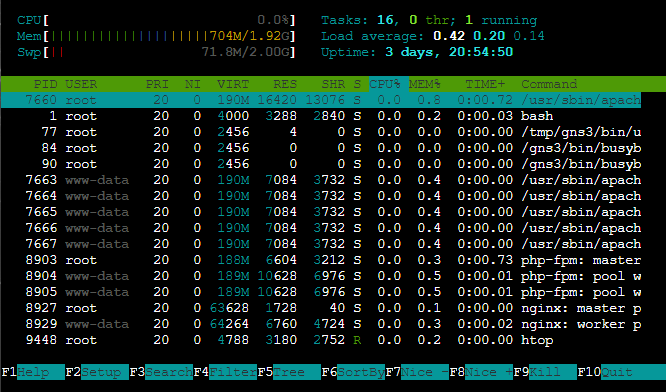 CPU[ 0.0%] Tasks: 16, 0 thr; 1 running
Mem[||||||||||||||||||||704M/1.92G] Load average: 0.42 0.20 0.14
Swp[|| 71.8M/2.00G] Uptime: 3 days, 20:54:50
PID USER PRI NI VIRT RES SHR S CPU% MEM% TIME+ Command
7660 root 20 0 190M 16420 13076 S 0.0 0.8 0:00.72 /usr/sbin/apach
1 root 20 0 4000 3288 2840 S 0.0 0.2 0:00.03 bash
77 root 20 0 2456 4 0 S 0.0 0.0 0:00.00 /tmp/gns3/bin/u
84 root 20 0 2456 0 0 S 0.0 0.0 0:00.00 /gns3/bin/busyb
90 root 20 0 2456 0 0 S 0.0 0.0 0:00.00 /gns3/bin/busyb
7663 www-data 20 0 190M 7084 3732 S 0.0 0.4 0:00.00 /usr/sbin/apach
7664 www-data 20 0 190M 7084 3732 S 0.0 0.4 0:00.00 /usr/sbin/apach
7665 www-data 20 0 190M 7084 3732 S 0.0 0.4 0:00.00 /usr/sbin/apach
7666 www-data 20 0 190M 7084 3732 S 0.0 0.4 0:00.00 /usr/sbin/apach
7667 www-data 20 0 190M 7084 3732 S 0.0 0.4 0:00.00 /usr/sbin/apach
8903 root 20 0 188M 6604 3212 S 0.0 0.3 0:00.73 php-fpm: master
8904 www-data 20 0 189M 10628 6976 S 0.0 0.5 0:00.01 php-fpm: pool w
8905 www-data 20 0 189M 10628 6976 S 0.0 0.5 0:00.01 php-fpm: pool w
8927 root 20 0 63628 1728 40 S 0.0 0.1 0:00.00 nginx: master p
8929 www-data 20 0 64264 6760 4724 S 0.0 0.3 0:00.02 nginx: worker p
9448 root 20 0 4788 3180 2752 R 0.0 0.2 0:00.00 htop
F1Help F2Setup F3SearchF4FilterF5Tree F6SortByF7Nice -F8Nice +F9Kill F10Quit